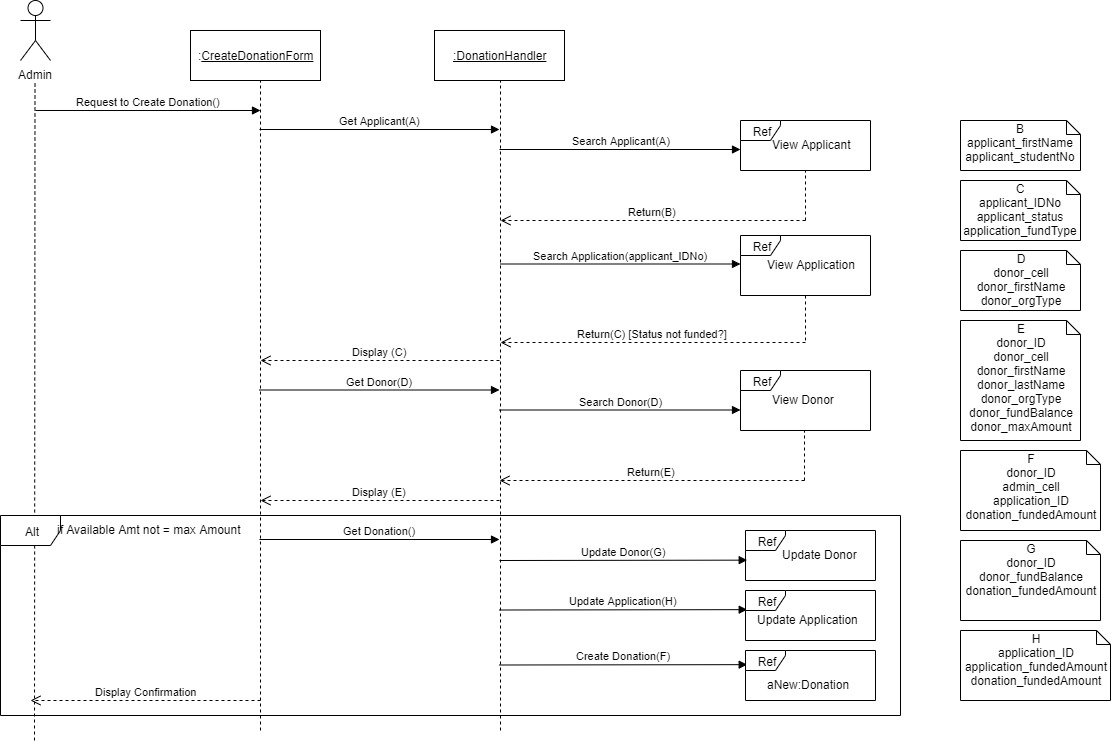 Admin
:CreateDonationForm
:DonationHandler
Request to Create Donation()
Get Applicant(A)
Search Applicant(A)
Ref
View Applicant
Return(B)
Search Application(applicant_IDNo)
Ref
View Application
Return(C) [Status not funded?]
Display (C)
Get Donor(D)
Search Donor(D)
Ref
View Donor
Return(E)
Display (E)
Alt
if Available Amt not = max Amount
Get Donation()
Update Donor(G)
Ref
Update Donor
Update Application(H)
Ref
Update Application
Create Donation(F)
Ref
aNew:Donation
Display Confirmation
B
applicant_firstName
applicant_studentNo
C
applicant_IDNo
applicant_status
application_fundType
D
donor_cell
donor_firstName
donor_orgType
E
donor_ID
donor_cell
donor_firstName
donor_lastName
donor_orgType
donor_fundBalance
donor_maxAmount
F
donor_ID
admin_cell
application_ID
donation_fundedAmount
G
donor_ID
donor_fundBalance
donation_fundedAmount
H
application_ID
application_fundedAmount
donation_fundedAmount